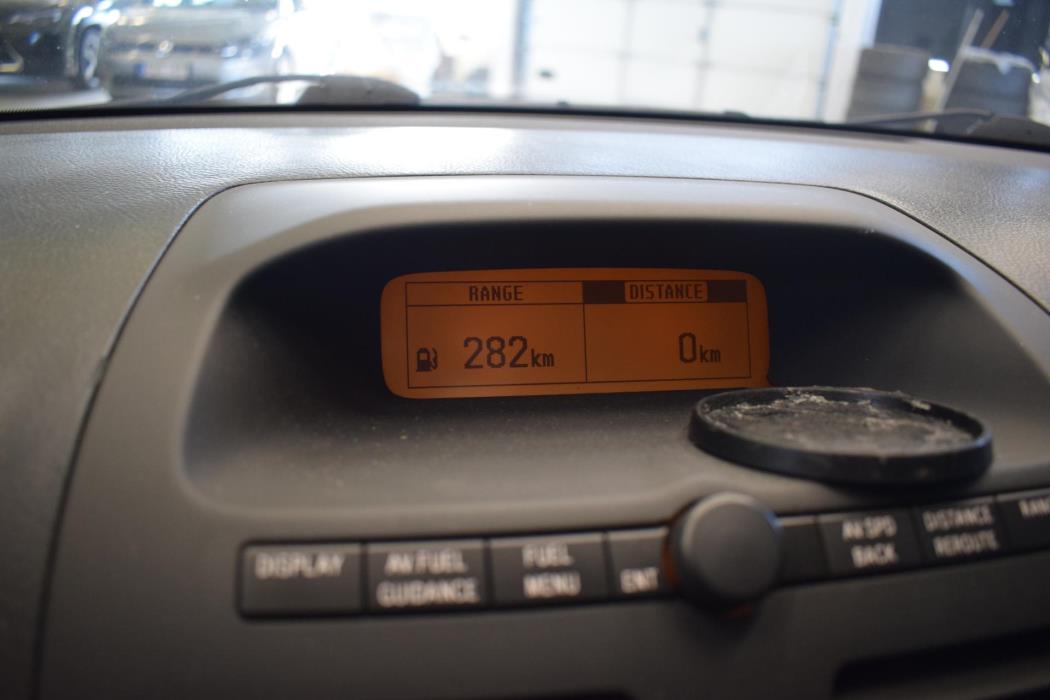 RANGE DISTANCE
282km 0km
DISPLAY
AV FUEL
GUIDANCE
FUEL
MENU
ENT
AV SPD
BACK
DISTANCE
REROUTE